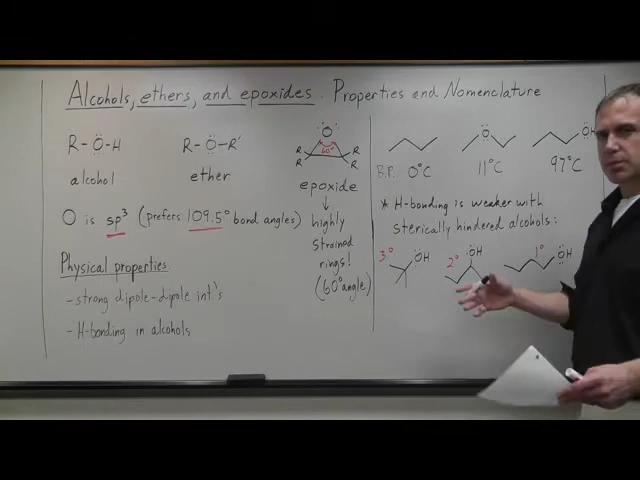 Alcohols, ethers, and epoxides. Properties and Nomenclature
R-O-H
alcohol
R-O-R'
ether
O
60°
R R
R R
epoxide
↓
highly
strained
rings!
(60° angle)
O is sp³ (prefers 109.5° bond angles)
Physical properties
-strong dipole-dipole int.'s
-H-bonding in alcohols
O
OH
B.P.: 0°C 11°C 97°C
* H-bonding is weaker with
sterically hindered alcohols:
3° OH
2° OH
1° OH